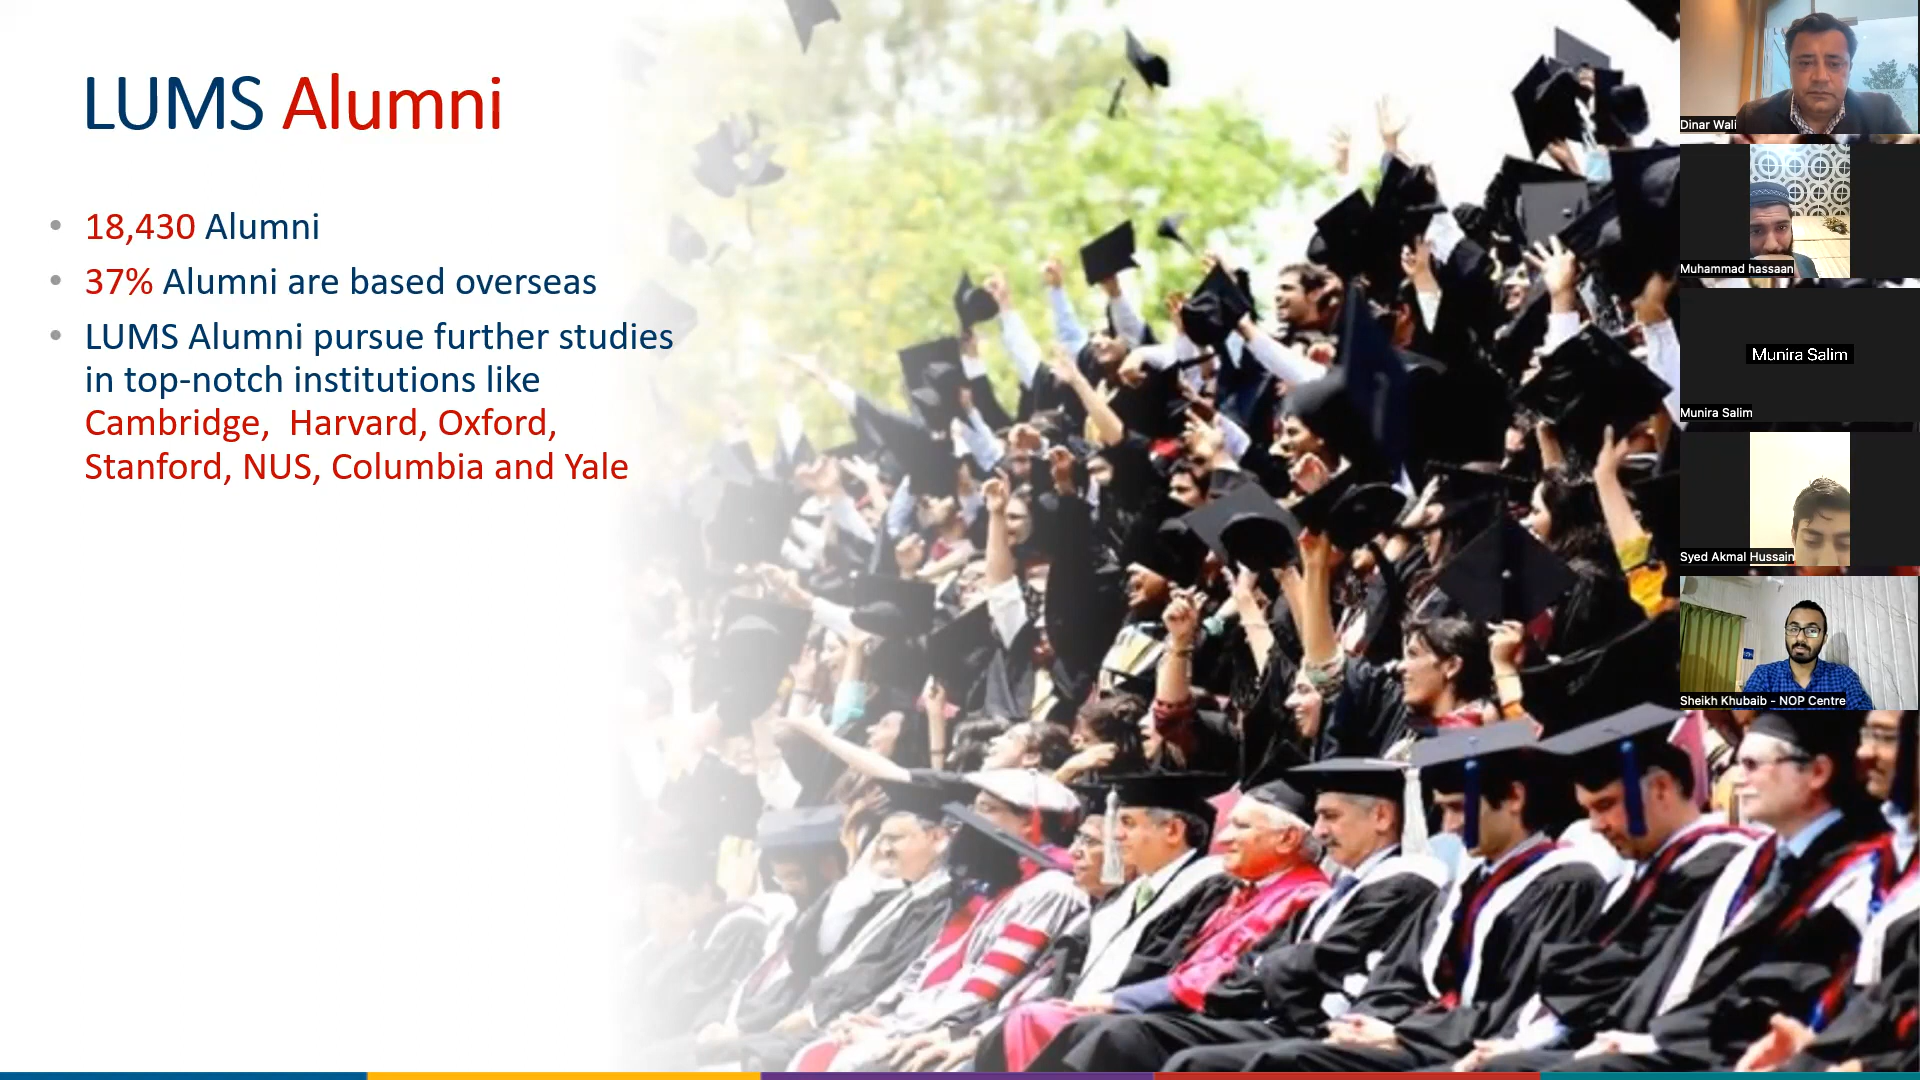 LUMS Alumni
18,430 Alumni
37% Alumni are based overseas
LUMS Alumni pursue further studies
in top-notch institutions like
Cambridge,  Harvard, Oxford,
Stanford, NUS, Columbia and Yale
Dinar Wali
Muhammad hassaan
Munira Salim
Munira Salim
Syed Akmal Hussain
Sheikh Khubaib - NOP Centre